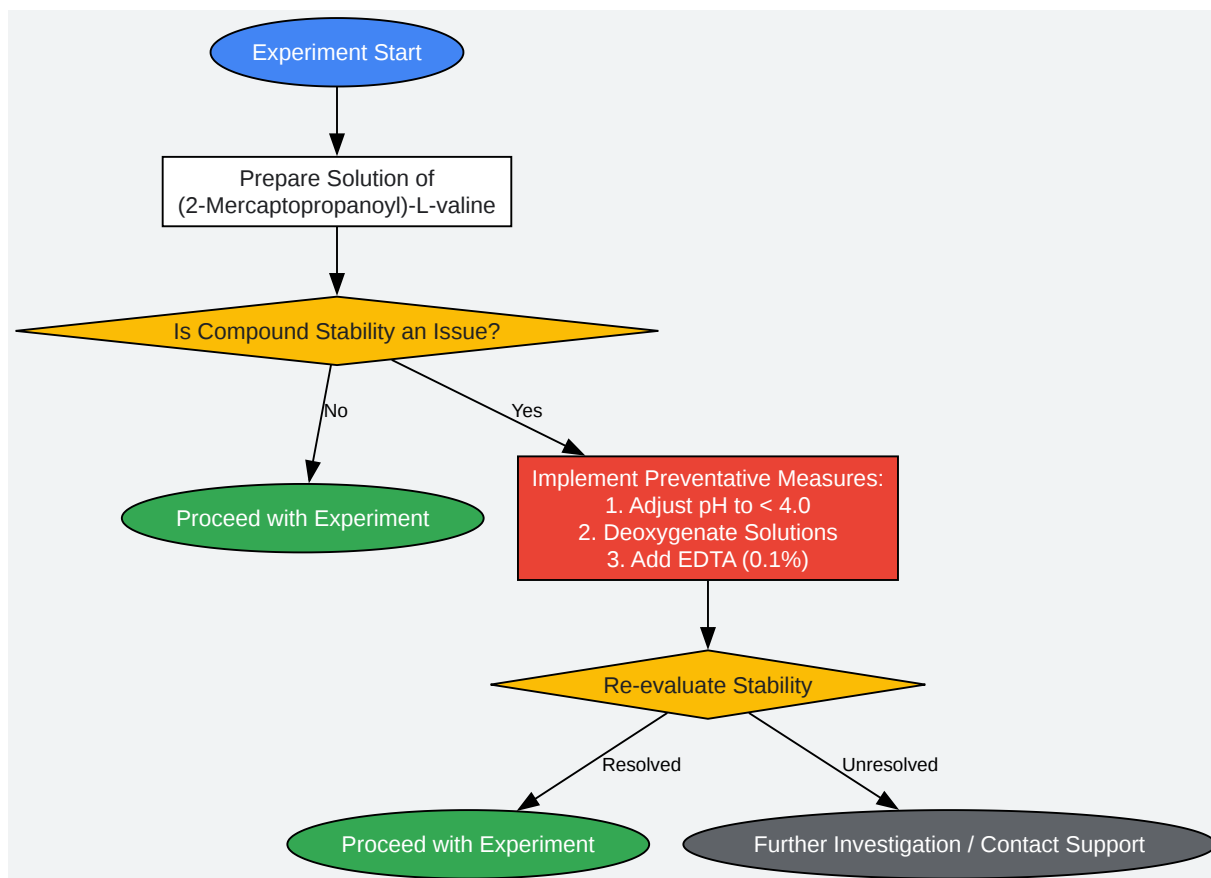 Experiment Start
Prepare Solution of
(2-Mercaptopropanoyl)-L-valine
Is Compound Stability an Issue?
No
Yes
Proceed with Experiment
Implement Preventative Measures:
1. Adjust pH to < 4.0
2. Deoxygenate Solutions
3. Add EDTA (0.1%)
Re-evaluate Stability
Resolved
Unresolved
Proceed with Experiment
Further Investigation / Contact Support